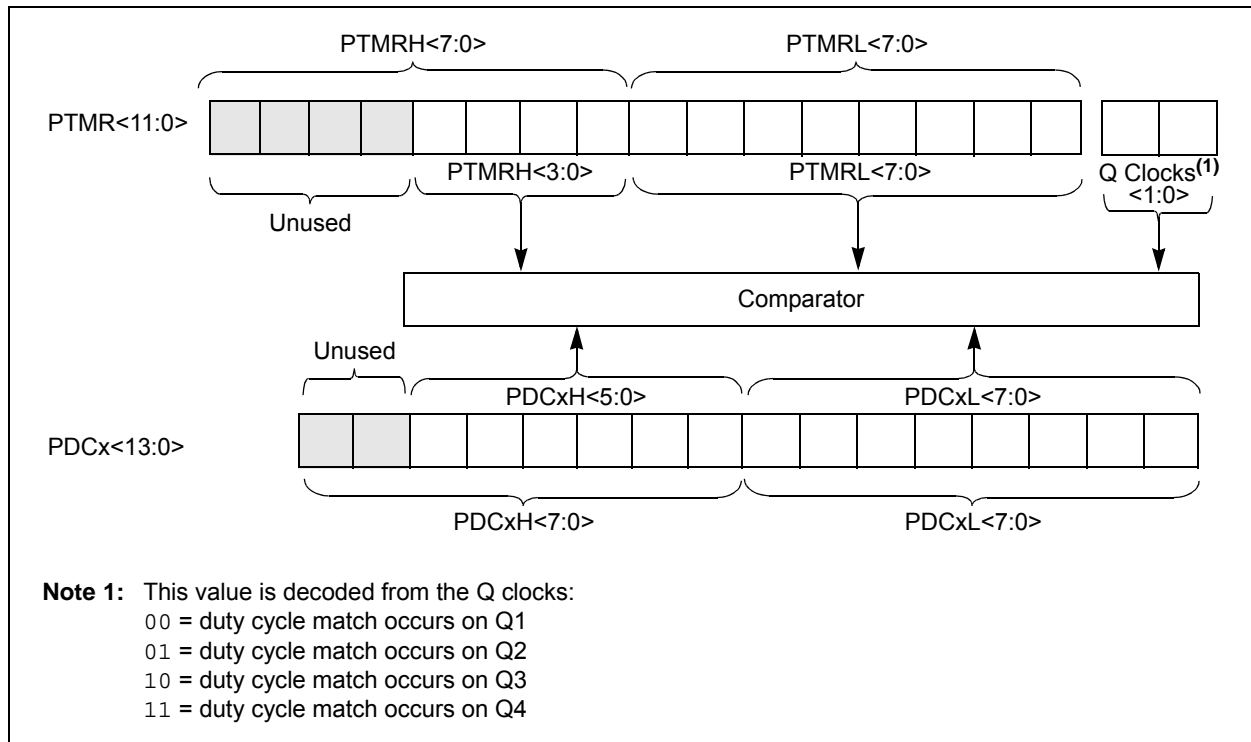 PTMRH<7:0> PTMRL<7:0>
PTMR<11:0>
PTMRH<3:0> PTMRL<7:0> Q Clocks(1)
<1:0>
Unused
Comparator
Unused
PDCxH<5:0> PDCxL<7:0>
PDCx<13:0>
PDCxH<7:0> PDCxL<7:0>
Note 1: This value is decoded from the Q clocks:
00 = duty cycle match occurs on Q1
01 = duty cycle match occurs on Q2
10 = duty cycle match occurs on Q3
11 = duty cycle match occurs on Q4